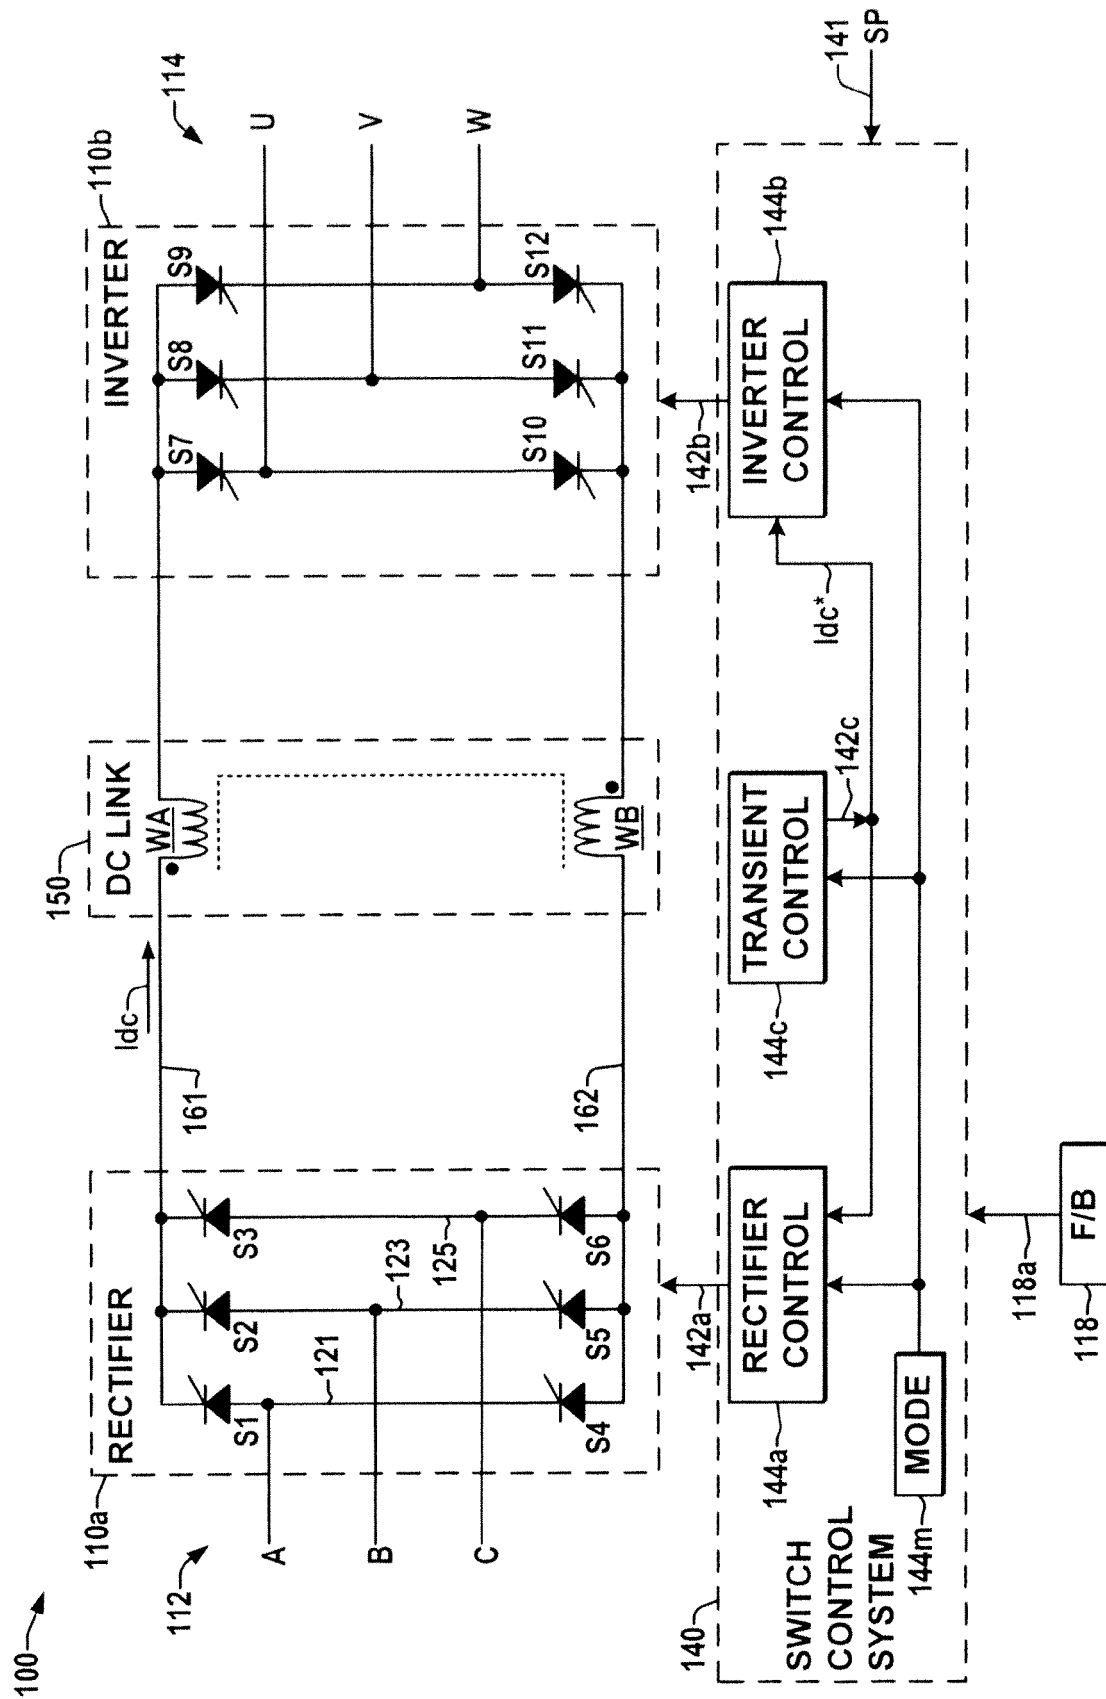 100
112
110a
RECTIFIER
S1
S2
S3
121
123
125
S4
S5
S6
A
B
C
161
162
Idc
150
DC LINK
WA
WB
INVERTER
110b
114
S7
S8
S9
S10
S11
S12
U
V
W
140
SWITCH
CONTROL
SYSTEM
142a
RECTIFIER
CONTROL
144a
MODE
144m
TRANSIENT
CONTROL
144c
142c
Idc*
142b
INVERTER
CONTROL
144b
141
SP
118a
F/B
118